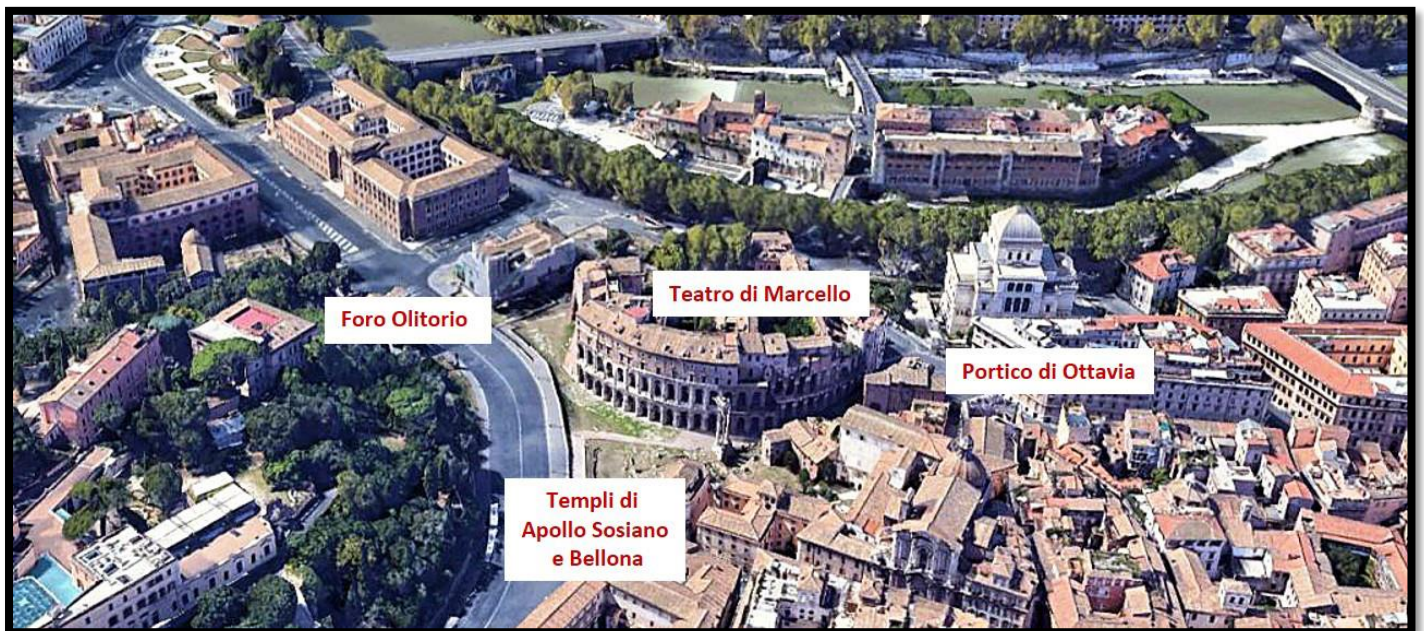 Teatro di Marcello
Foro Olitorio
Portico di Ottavia
Templi di
Apollo Sosiano
e Bellona